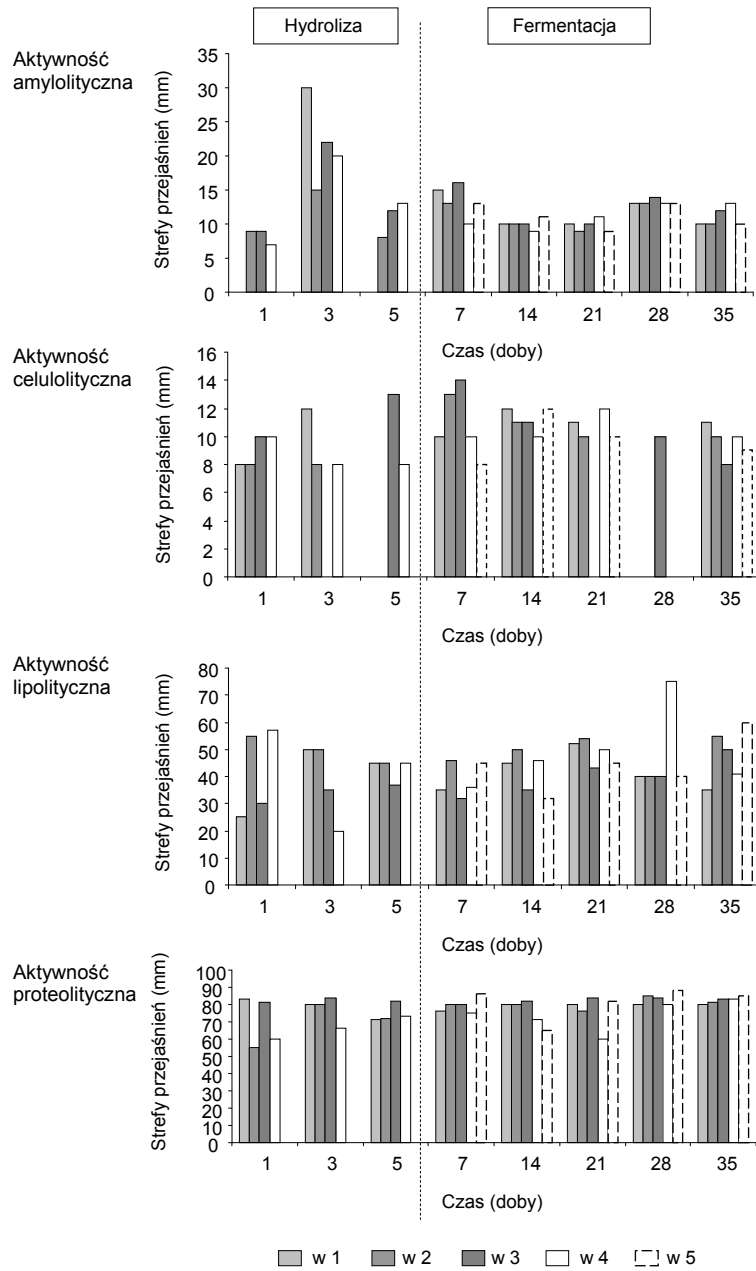 Hydroliza
Fermentacja
Aktywność
amylolityczna
Strefy przejaśnień (mm)
35
30
25
20
15
10
5
0
1 3 5 7 14 21 28 35
Czas (doby)
Aktywność
celulolityczna
Strefy przejaśnień (mm)
16
14
12
10
8
6
4
2
0
1 3 5 7 14 21 28 35
Czas (doby)
Aktywność
lipolityczna
Strefy przejaśnień (mm)
80
70
60
50
40
30
20
10
0
1 3 5 7 14 21 28 35
Czas (doby)
Aktywność
proteolityczna
Strefy przejaśnień (mm)
100
90
80
70
60
50
40
30
20
10
0
1 3 5 7 14 21 28 35
Czas (doby)
w 1 w 2 w 3 w 4 w 5